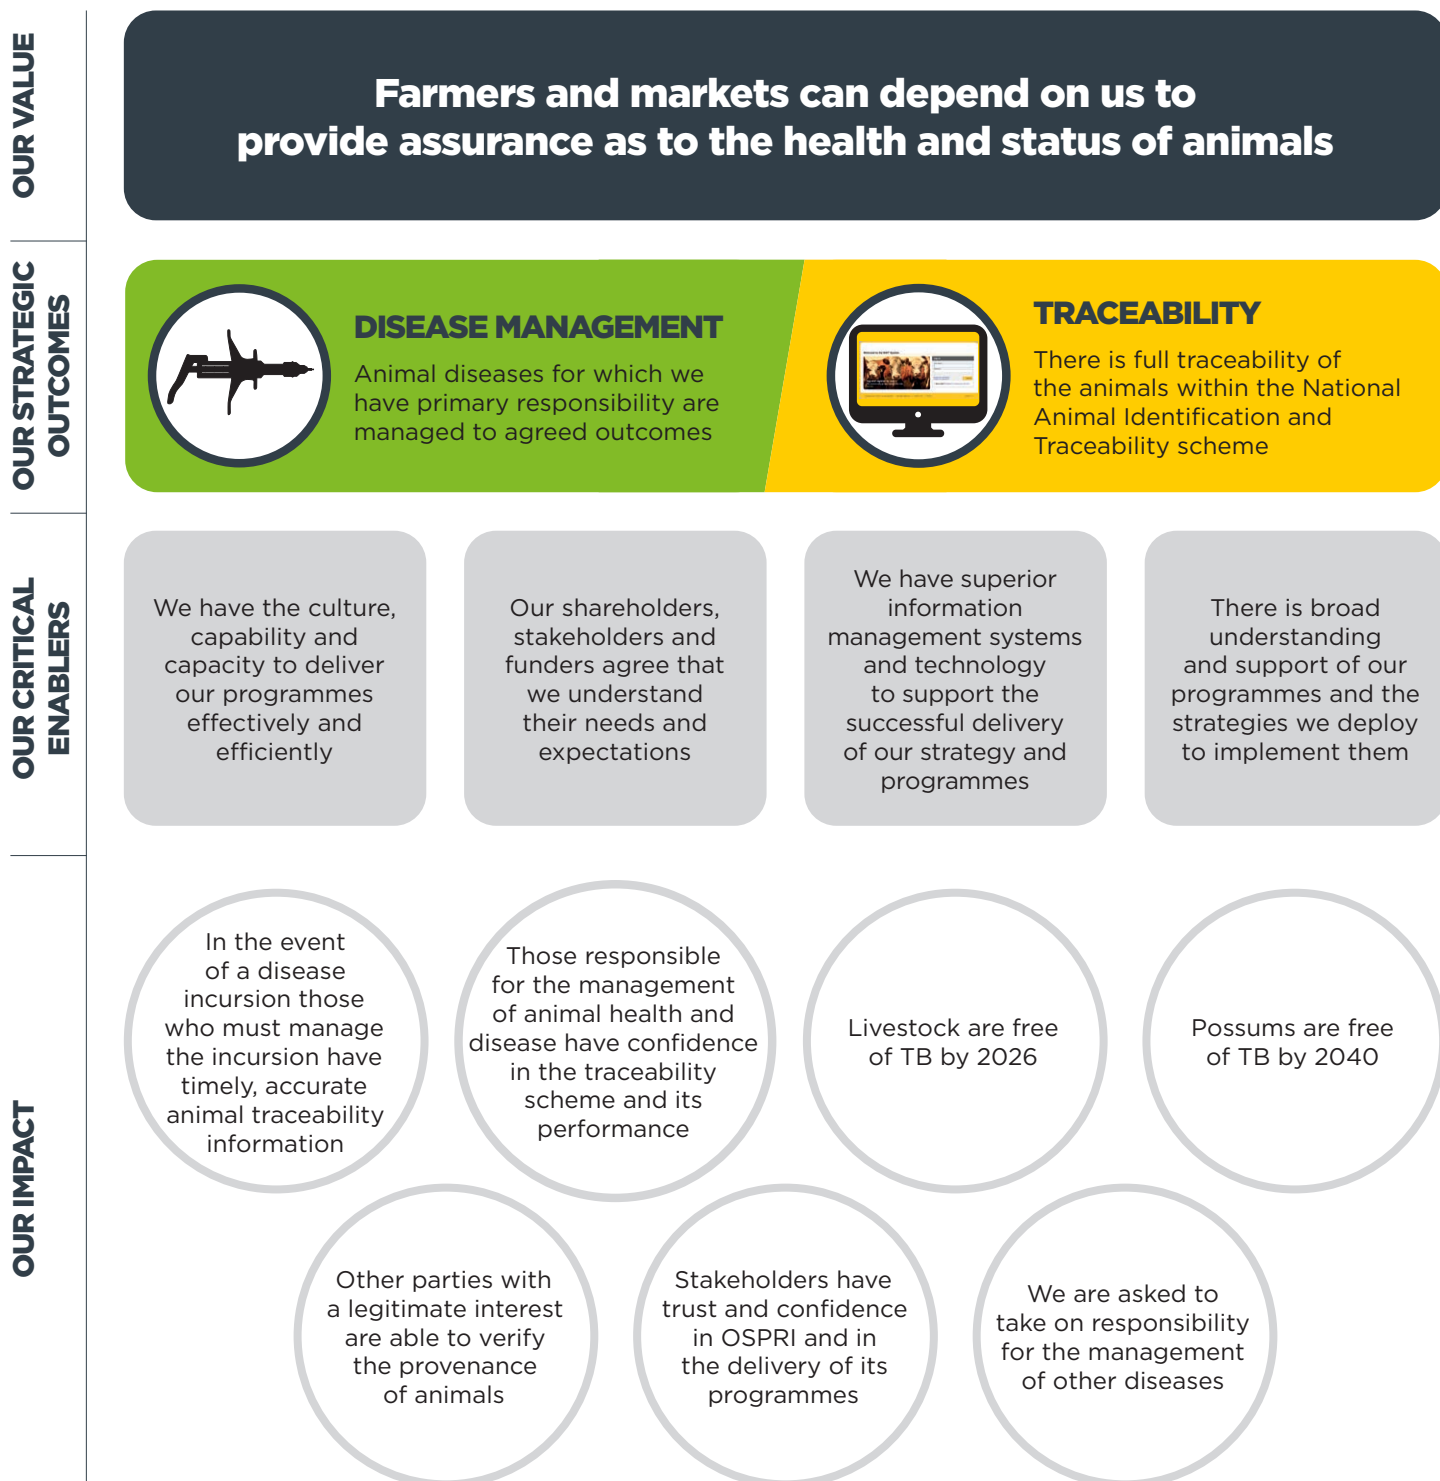 OUR VALUE
Farmers and markets can depend on us to
provide assurance as to the health and status of animals
OUR STRATEGIC
OUTCOMES
DISEASE MANAGEMENT
Animal diseases for which we
have primary responsibility are
managed to agreed outcomes
TRACEABILITY
There is full traceability of
the animals within the National
Animal Identification and
Traceability scheme
OUR CRITICAL
ENABLERS
We have the culture,
capability and
capacity to deliver
our programmes
effectively and
efficiently
Our shareholders,
stakeholders and
funders agree that
we understand
their needs and
expectations
We have superior
information
management systems
and technology
to support the
successful delivery
of our strategy and
programmes
There is broad
understanding
and support of our
programmes and the
strategies we deploy
to implement them
OUR IMPACT
In the event
of a disease
incursion those
who must manage
the incursion have
timely, accurate
animal traceability
information
Those responsible
for the management
of animal health and
disease have confidence
in the traceability
scheme and its
performance
Livestock are free
of TB by 2026
Possums are free
of TB by 2040
Other parties with
a legitimate interest
are able to verify
the provenance
of animals
Stakeholders have
trust and confidence
in OSPRI and in
the delivery of its
programmes
We are asked to
take on responsibility
for the management
of other diseases